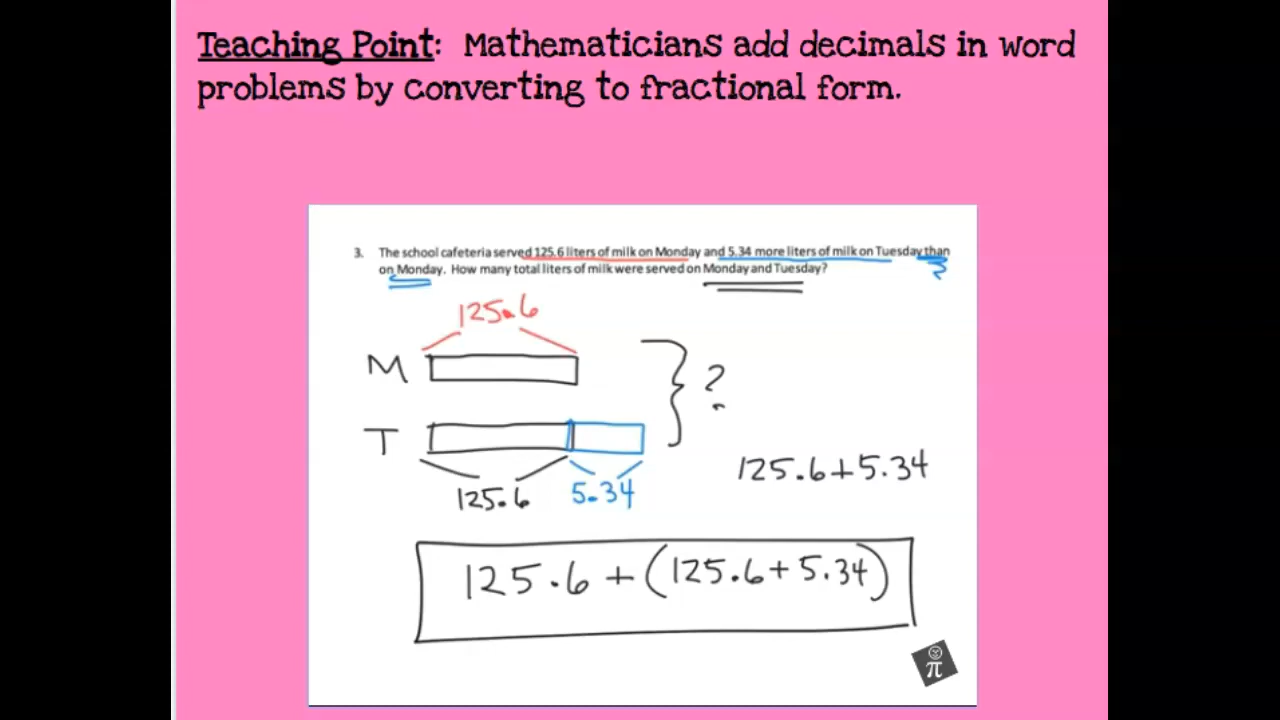 Teaching Point: Mathematicians add decimals in word
problems by converting to fractional form.
3. The school cafeteria served 125.6 liters of milk on Monday and 5.34 more liters of milk on Tuesday than
on Monday. How many total liters of milk were served on Monday and Tuesday?
125.6
M
?
T
125.6 + 5.34
125.6 5.34
125.6 + (125.6 + 5.34)
π